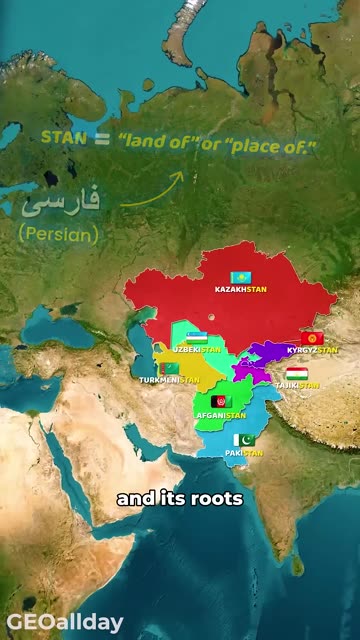 STAN = “land of” or “place of.”
فارسی
(Persian)
KAZAKHSTAN
UZBEKISTAN
KYRGYZSTAN
TURKMENISTAN
TAJIKISTAN
AFGANISTAN
PAKISTAN
and its roots
GEOallday